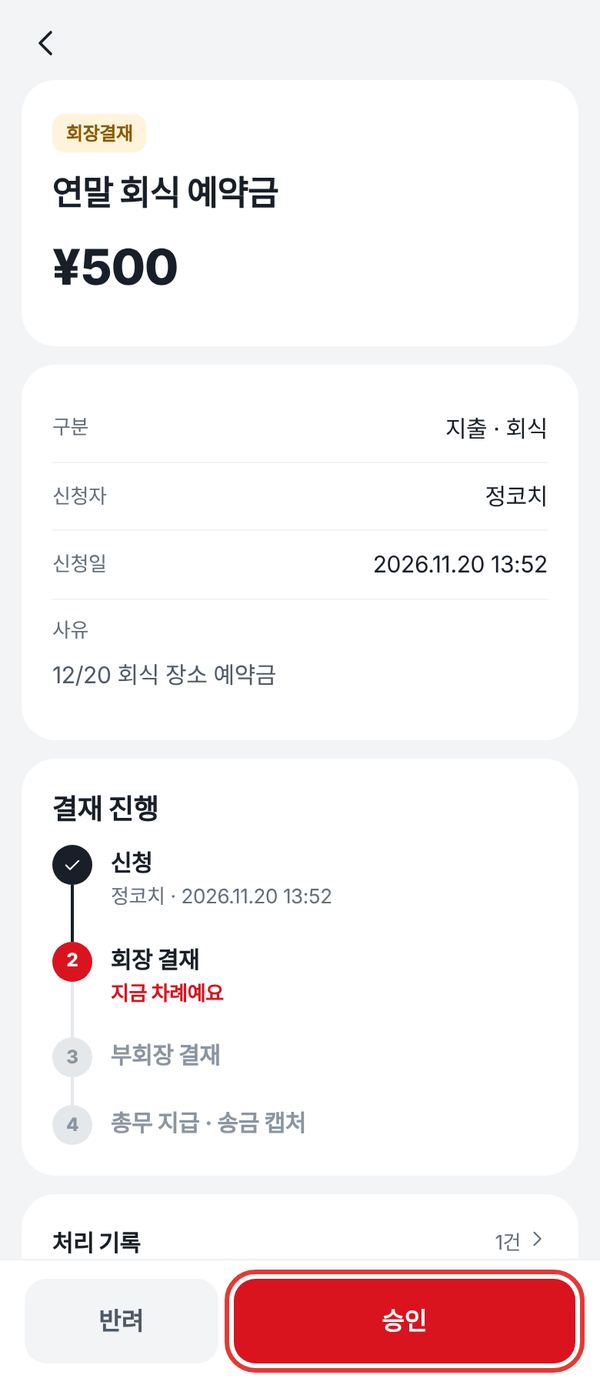 회장결재
연말 회식 예약금
¥500
구분 지출 · 회식
신청자 정코치
신청일 2026.11.20 13:52
사유
12/20 회식 장소 예약금
결재 진행
신청
정코치 · 2026.11.20 13:52
2 회장 결재
지금 차례예요
3 부회장 결재
4 총무 지급 · 송금 캡처
처리 기록 1건
반려 승인